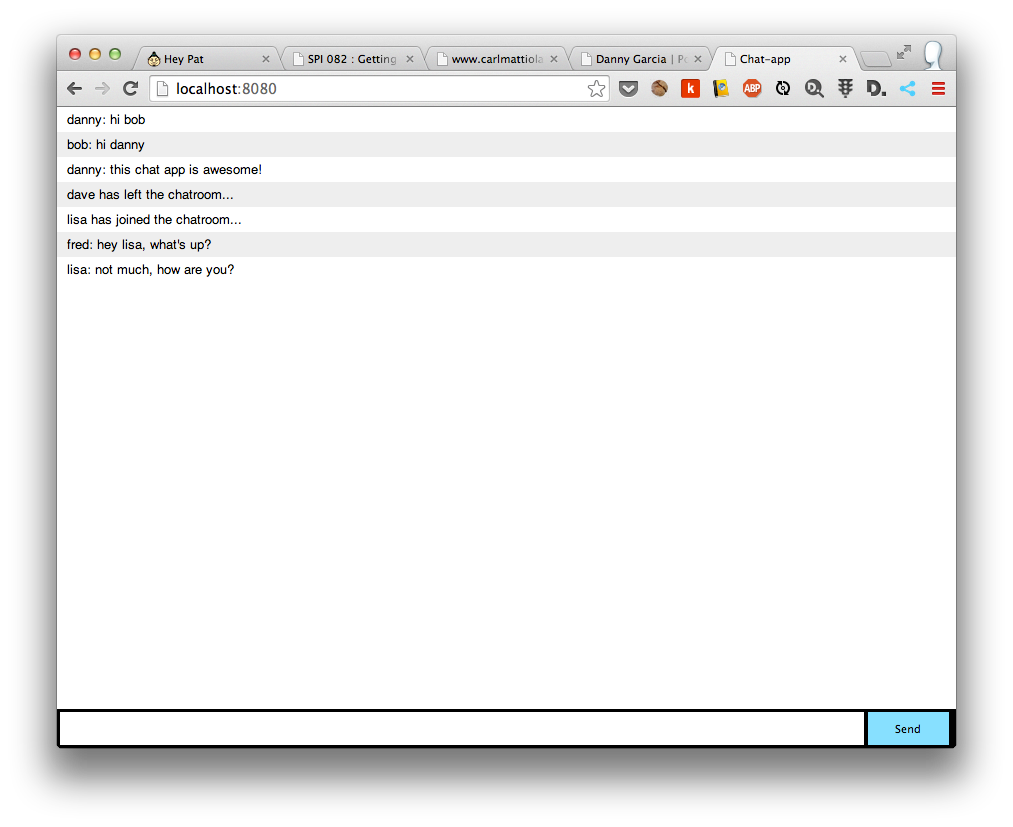 Hey Pat
SPI 082 : Getting
www.carlmattiola
Danny Garcia | Po
Chat-app
localhost:8080
k
ABP
D.
danny: hi bob
bob: hi danny
danny: this chat app is awesome!
dave has left the chatroom...
lisa has joined the chatroom...
fred: hey lisa, what's up?
lisa: not much, how are you?
Send